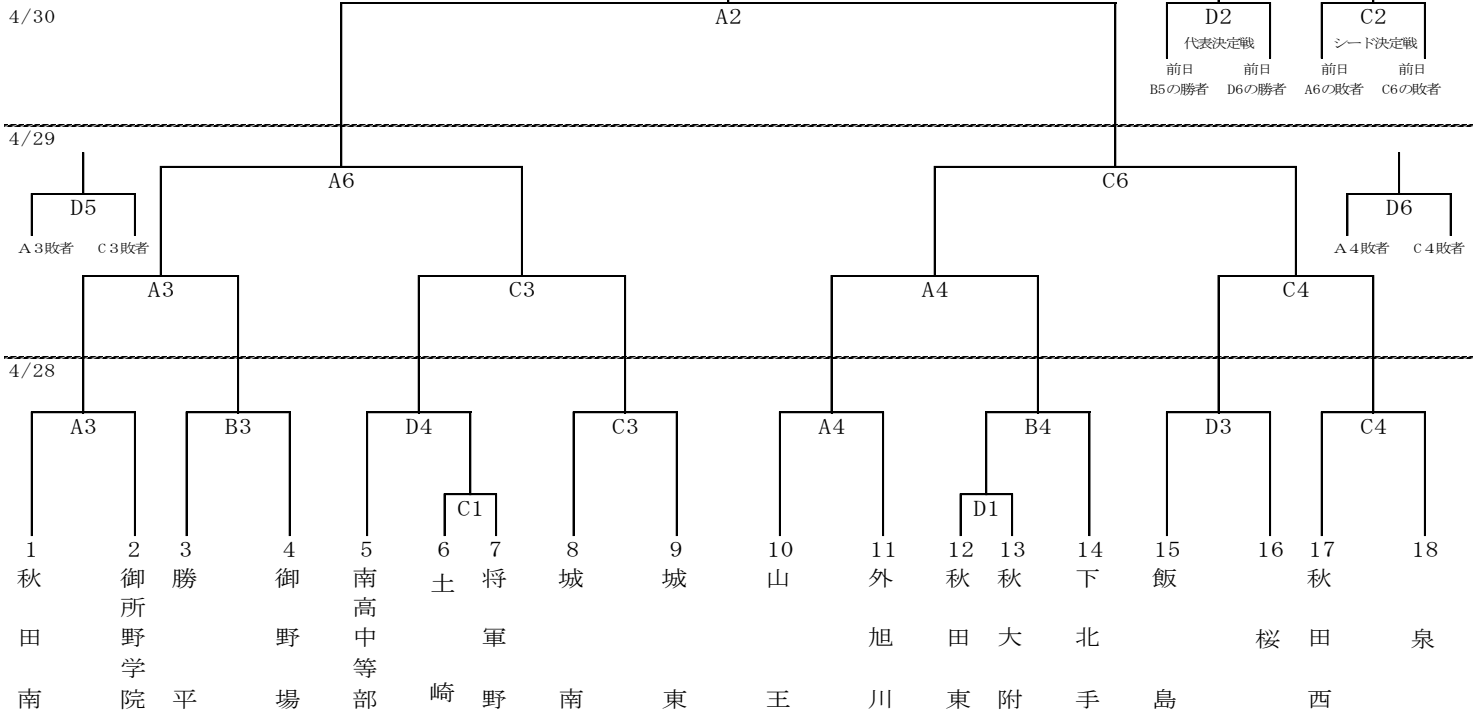 4/30
A2
D2
代表決定戦
前日
B5の勝者
前日
D6の勝者
C2
シード決定戦
前日
A6の敗者
前日
C6の敗者
4/29
A6
C6
D5
A3敗者
C3敗者
D6
A4敗者
C4敗者
A3
C3
A4
C4
4/28
A3
B3
D4
C3
A4
B4
D3
C4
C1
D1
1
秋田南
2
御所野学院
3
勝平
4
御野場
5
南高中等部
6
土崎
7
将軍野
8
城南
9
城東
10
山王
11
外旭川
12
秋田東
13
秋大附
14
下北手
15
飯島
16
桜
17
秋田西
18
泉